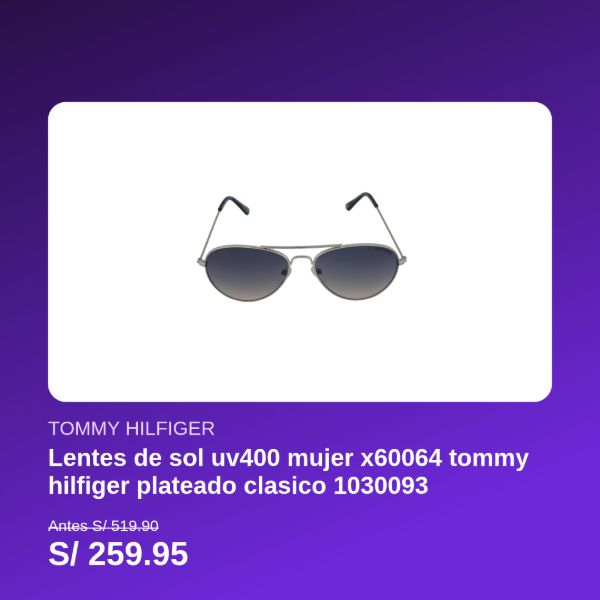 TOMMY HILFIGER
Lentes de sol uv400 mujer x60064 tommy
hilfiger plateado clasico 1030093
Antes S/ 519.90
S/ 259.95